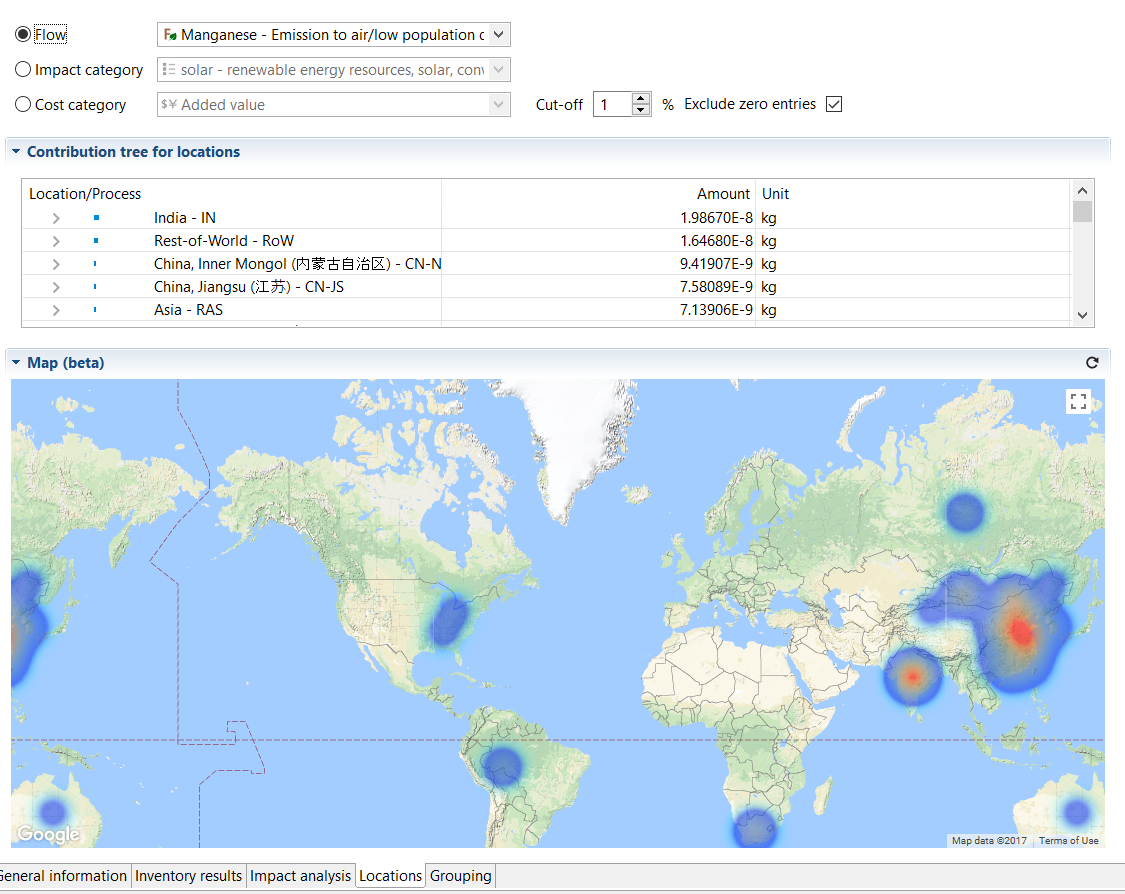 Flow
Manganese - Emission to air/low population d
Impact category
solar - renewable energy resources, solar, conv
Cost category
$¥ Added value
Cut-off 1 % Exclude zero entries
Contribution tree for locations
Location/Process Amount Unit
India - IN 1.98670E-8 kg
Rest-of-World - RoW 1.64680E-8 kg
China, Inner Mongol (内蒙古自治区) - CN-N 9.41907E-9 kg
China, Jiangsu (江苏) - CN-JS 7.58089E-9 kg
Asia - RAS 7.13906E-9 kg
Map (beta)
Google
Map data ©2017 Terms of Use
General information Inventory results Impact analysis Locations Grouping